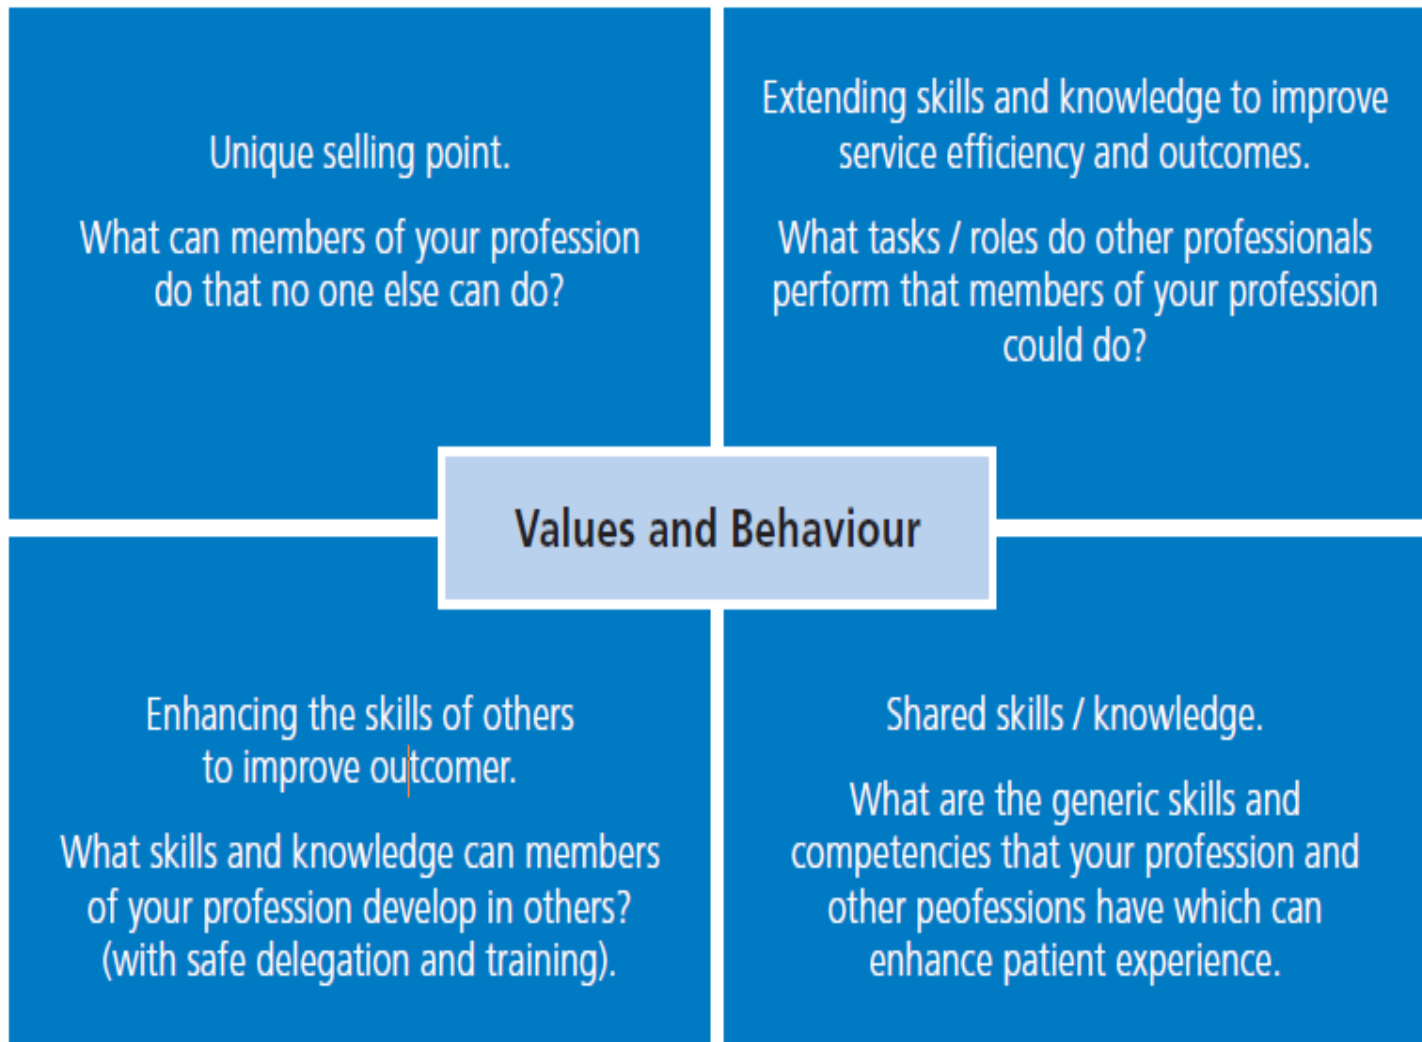 Unique selling point.
What can members of your profession
do that no one else can do?
Extending skills and knowledge to improve
service efficiency and outcomes.
What tasks / roles do other professionals
perform that members of your profession
could do?
Values and Behaviour
Enhancing the skills of others
to improve outcomer.
What skills and knowledge can members
of your profession develop in others?
(with safe delegation and training).
Shared skills / knowledge.
What are the generic skills and
competencies that your profession and
other peofessions have which can
enhance patient experience.